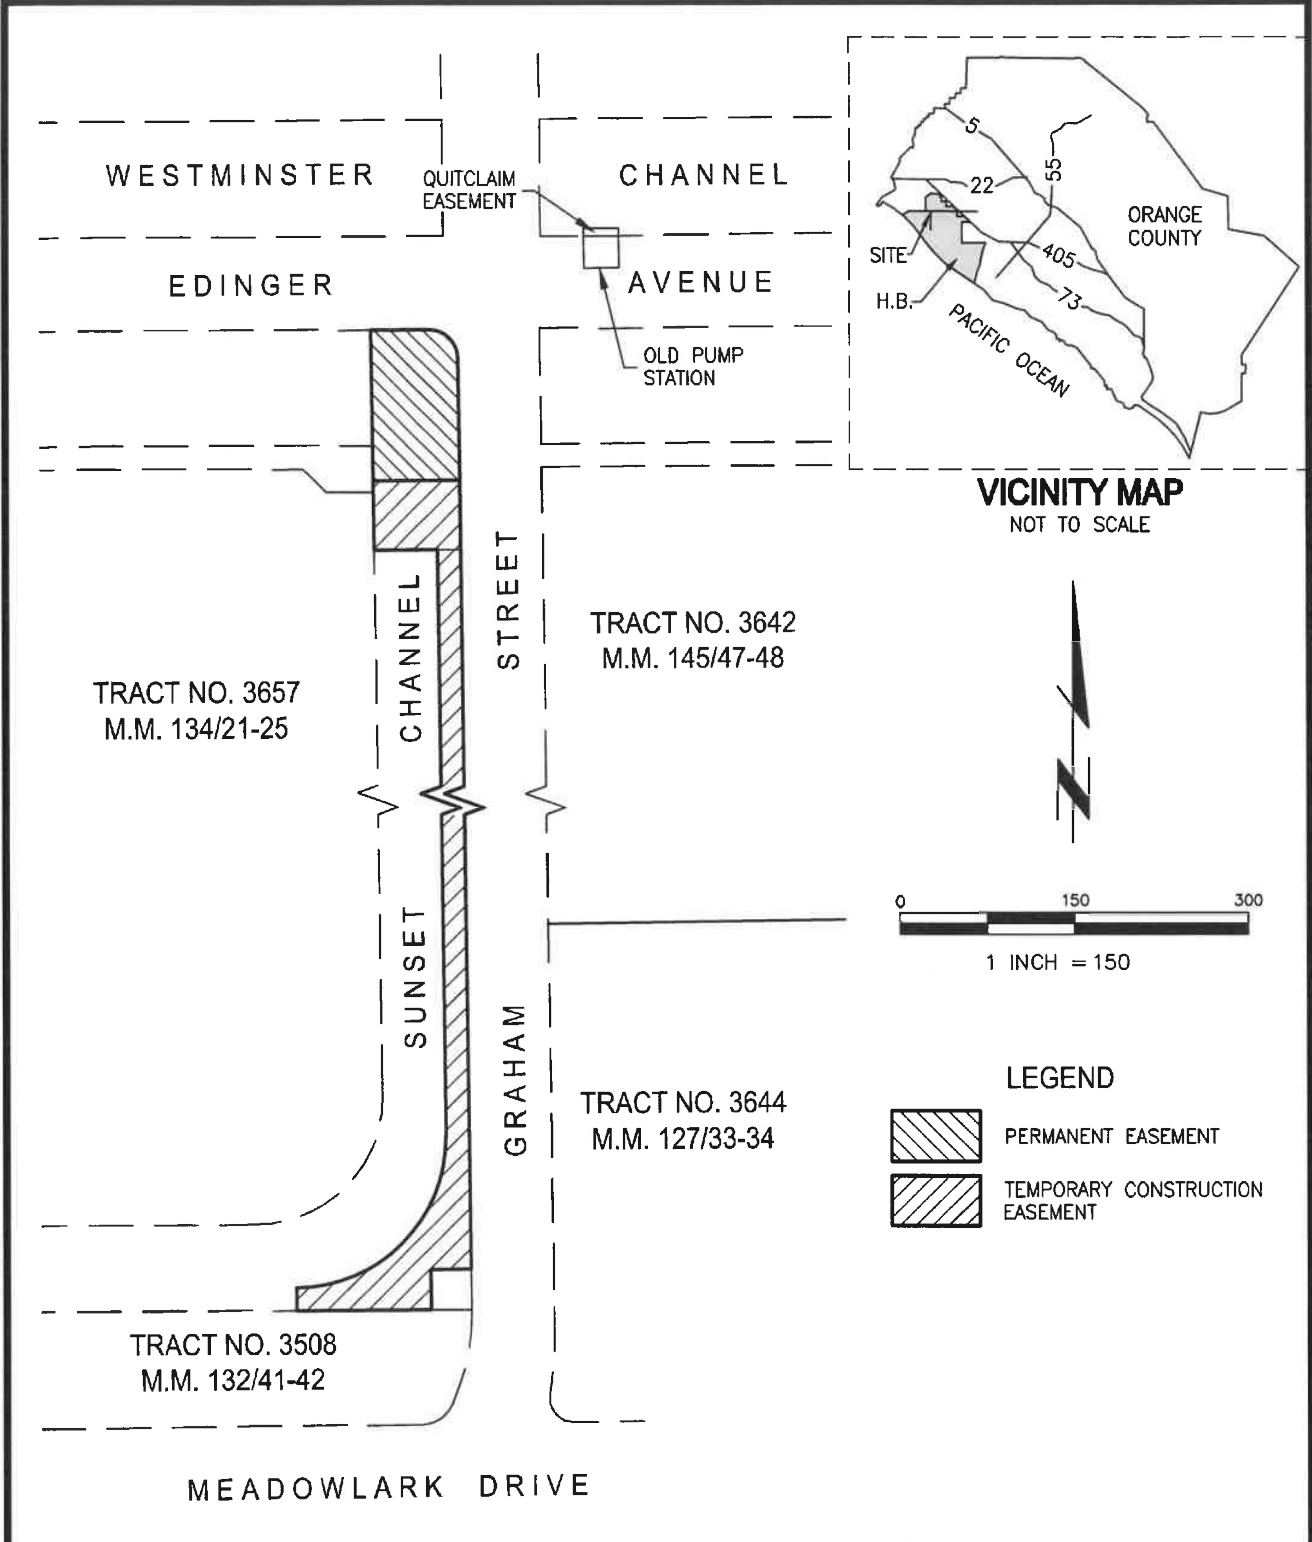 WESTMINSTER CHANNEL
QUITCLAIM
EASEMENT
EDINGER AVENUE
OLD PUMP
STATION
5
22
55
405
73
ORANGE
COUNTY
SITE
H.B.
PACIFIC OCEAN
VICINITY MAP
NOT TO SCALE
SUNSET CHANNEL
GRAHAM STREET
TRACT NO. 3642
M.M. 145/47-48
TRACT NO. 3657
M.M. 134/21-25
N
0 150 300
1 INCH = 150
LEGEND
PERMANENT EASEMENT
TEMPORARY CONSTRUCTION
EASEMENT
TRACT NO. 3644
M.M. 127/33-34
TRACT NO. 3508
M.M. 132/41-42
MEADOWLARK DRIVE